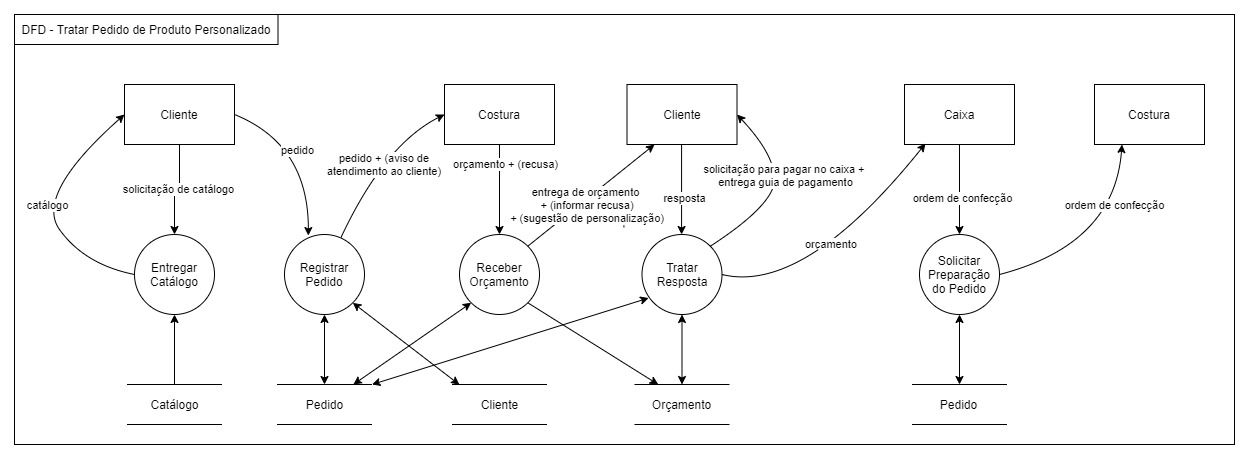 DFD - Tratar Pedido de Produto Personalizado
Cliente
Costura
Cliente
Caixa
Costura
pedido
pedido + (aviso de
atendimento ao cliente)
orçamento + (recusa)
solicitação para pagar no caixa +
entrega guia de pagamento
solicitação de catálogo
entrega de orçamento
+ (informar recusa)
+ (sugestão de personalização)
resposta
ordem de confecção
ordem de confecção
catálogo
orçamento
Entregar
Catálogo
Registrar
Pedido
Receber
Orçamento
Tratar
Resposta
Solicitar
Preparação
do Pedido
Catálogo
Pedido
Cliente
Orçamento
Pedido